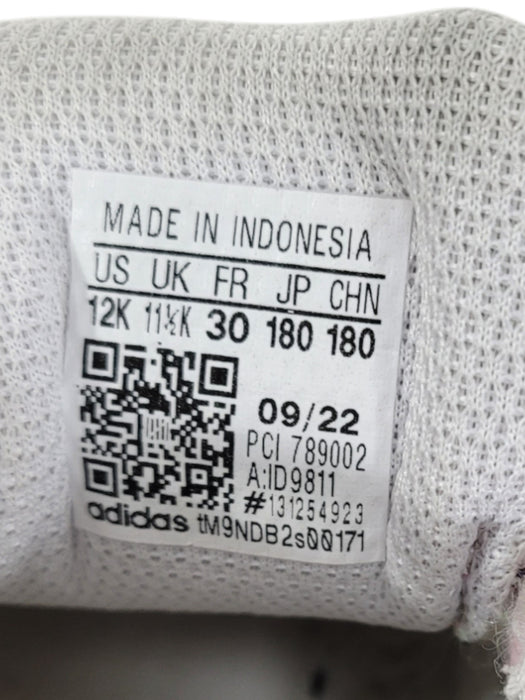 MADE IN INDONESIA
US UK FR JP CHN
12K 11½K 30 180 180
09/22
PCI 789002
A:ID9811
#131254923
adidas tM9NDB2s00171